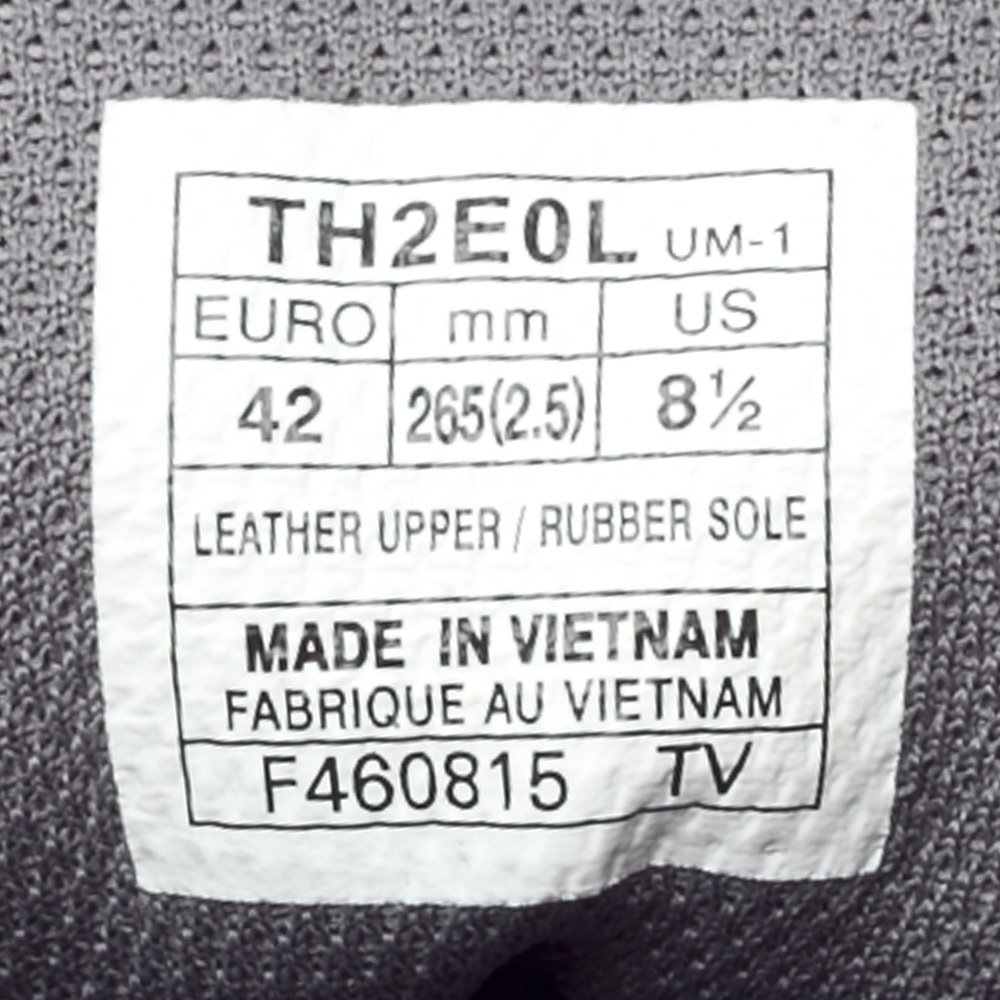 TH2E0L UM-1
EURO mm US
42 265(2.5) 8½
LEATHER UPPER / RUBBER SOLE
MADE IN VIETNAM
FABRIQUE AU VIETNAM
F460815 TV